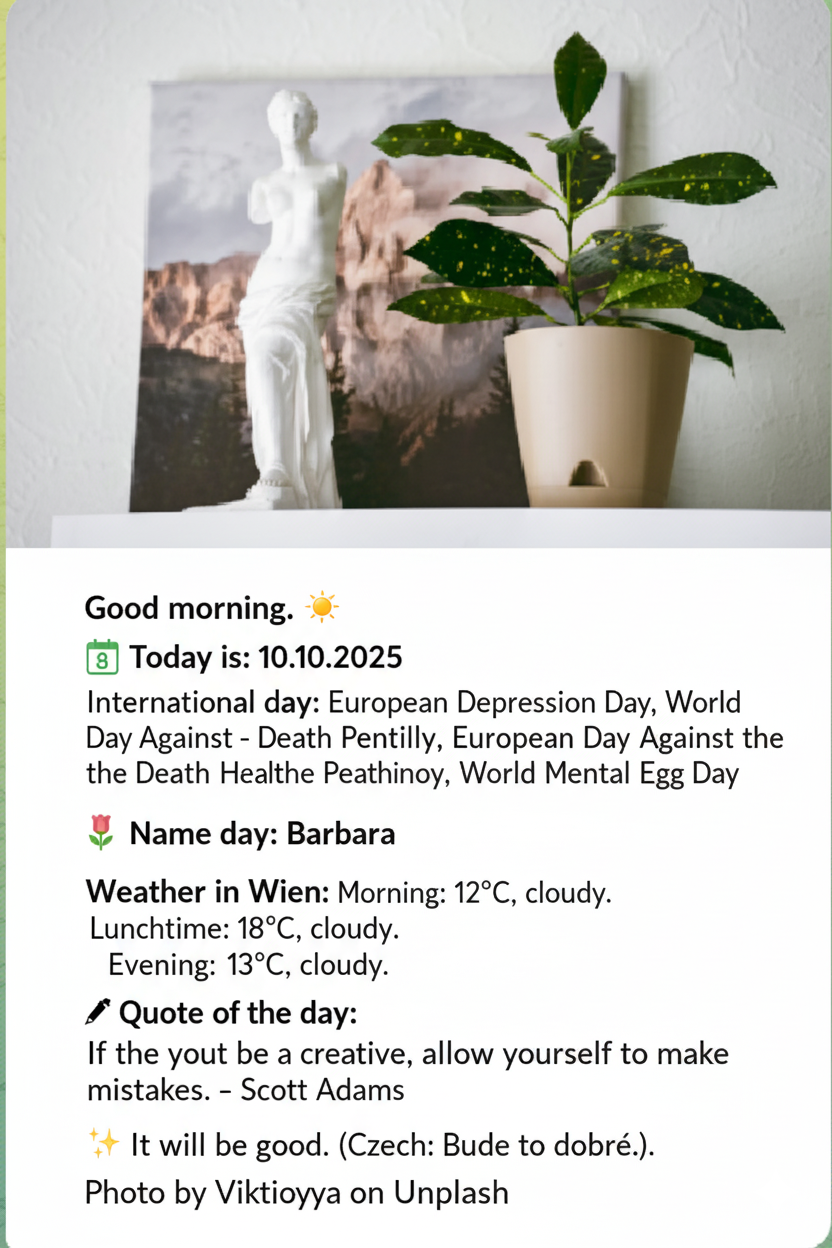 Good morning. ☀️
8 Today is: 10.10.2025
International day: European Depression Day, World
Day Against - Death Pentilly, European Day Against the
the Death Healthe Peathinoy, World Mental Egg Day
🌷 Name day: Barbara
Weather in Wien: Morning: 12°C, cloudy.
Lunchtime: 18°C, cloudy.
Evening: 13°C, cloudy.
Quote of the day:
If the yout be a creative, allow yourself to make
mistakes. – Scott Adams
✨ It will be good. (Czech: Bude to dobré.).
Photo by Viktioyya on Unplash